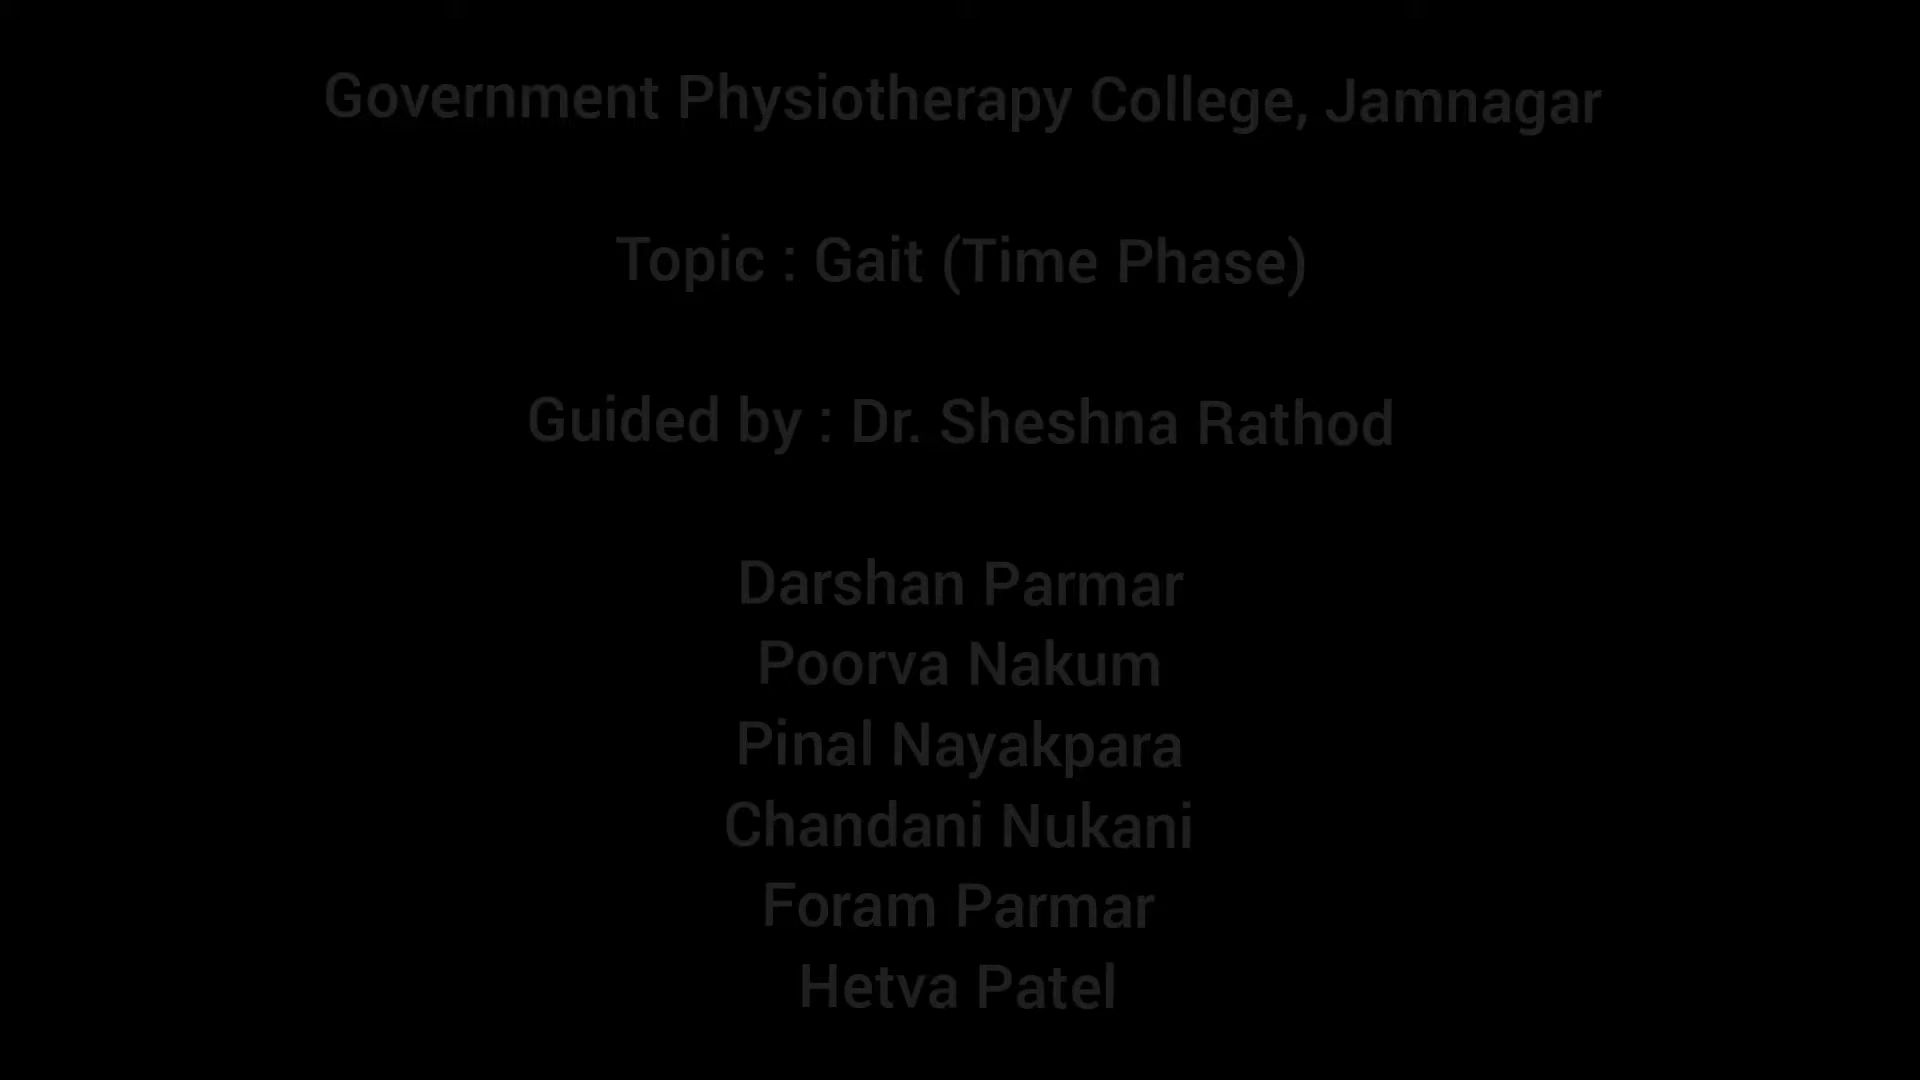 Government Physiotherapy College, Jamnagar
Topic : Gait (Time Phase)
Guided by : Dr. Sheshna Rathod
Darshan Parmar
Poorva Nakum
Pinal Nayakpara
Chandani Nukani
Foram Parmar
Hetva Patel